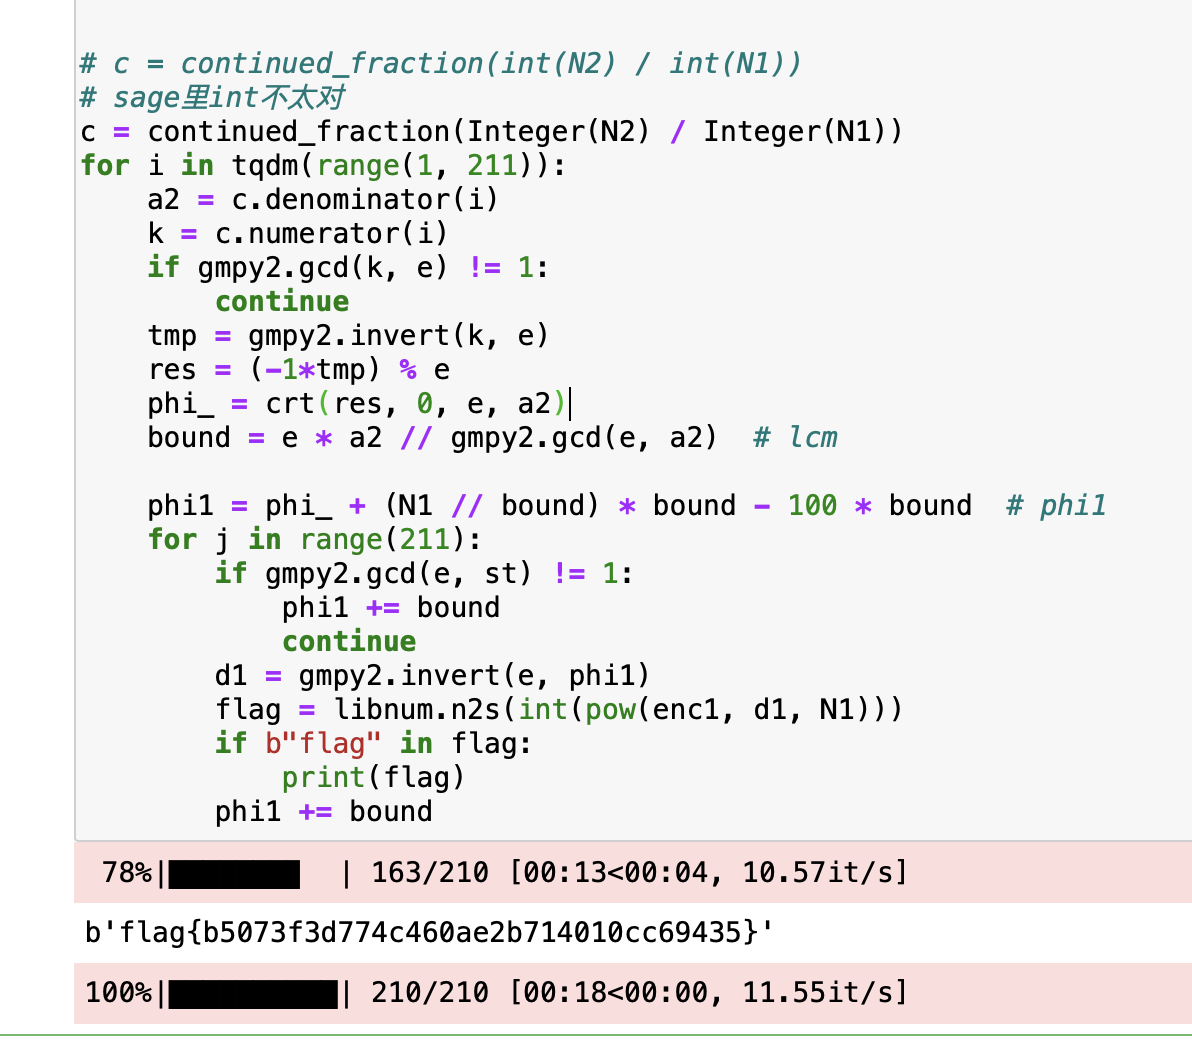 # c = continued_fraction(int(N2) / int(N1))
# sage里int不太对
c = continued_fraction(Integer(N2) / Integer(N1))
for i in tqdm(range(1, 211)):
    a2 = c.denominator(i)
    k = c.numerator(i)
    if gmpy2.gcd(k, e) != 1:
        continue
    tmp = gmpy2.invert(k, e)
    res = (-1*tmp) % e
    phi_ = crt(res, 0, e, a2)
    bound = e * a2 // gmpy2.gcd(e, a2)  # lcm
    phi1 = phi_ + (N1 // bound) * bound - 100 * bound  # phi1
    for j in range(211):
        if gmpy2.gcd(e, st) != 1:
            phi1 += bound
            continue
        d1 = gmpy2.invert(e, phi1)
        flag = libnum.n2s(int(pow(enc1, d1, N1)))
        if b"flag" in flag:
            print(flag)
        phi1 += bound
78%| | 163/210 [00:13<00:04, 10.57it/s]
b'flag{b5073f3d774c460ae2b714010cc69435}'
100%| | 210/210 [00:18<00:00, 11.55it/s]